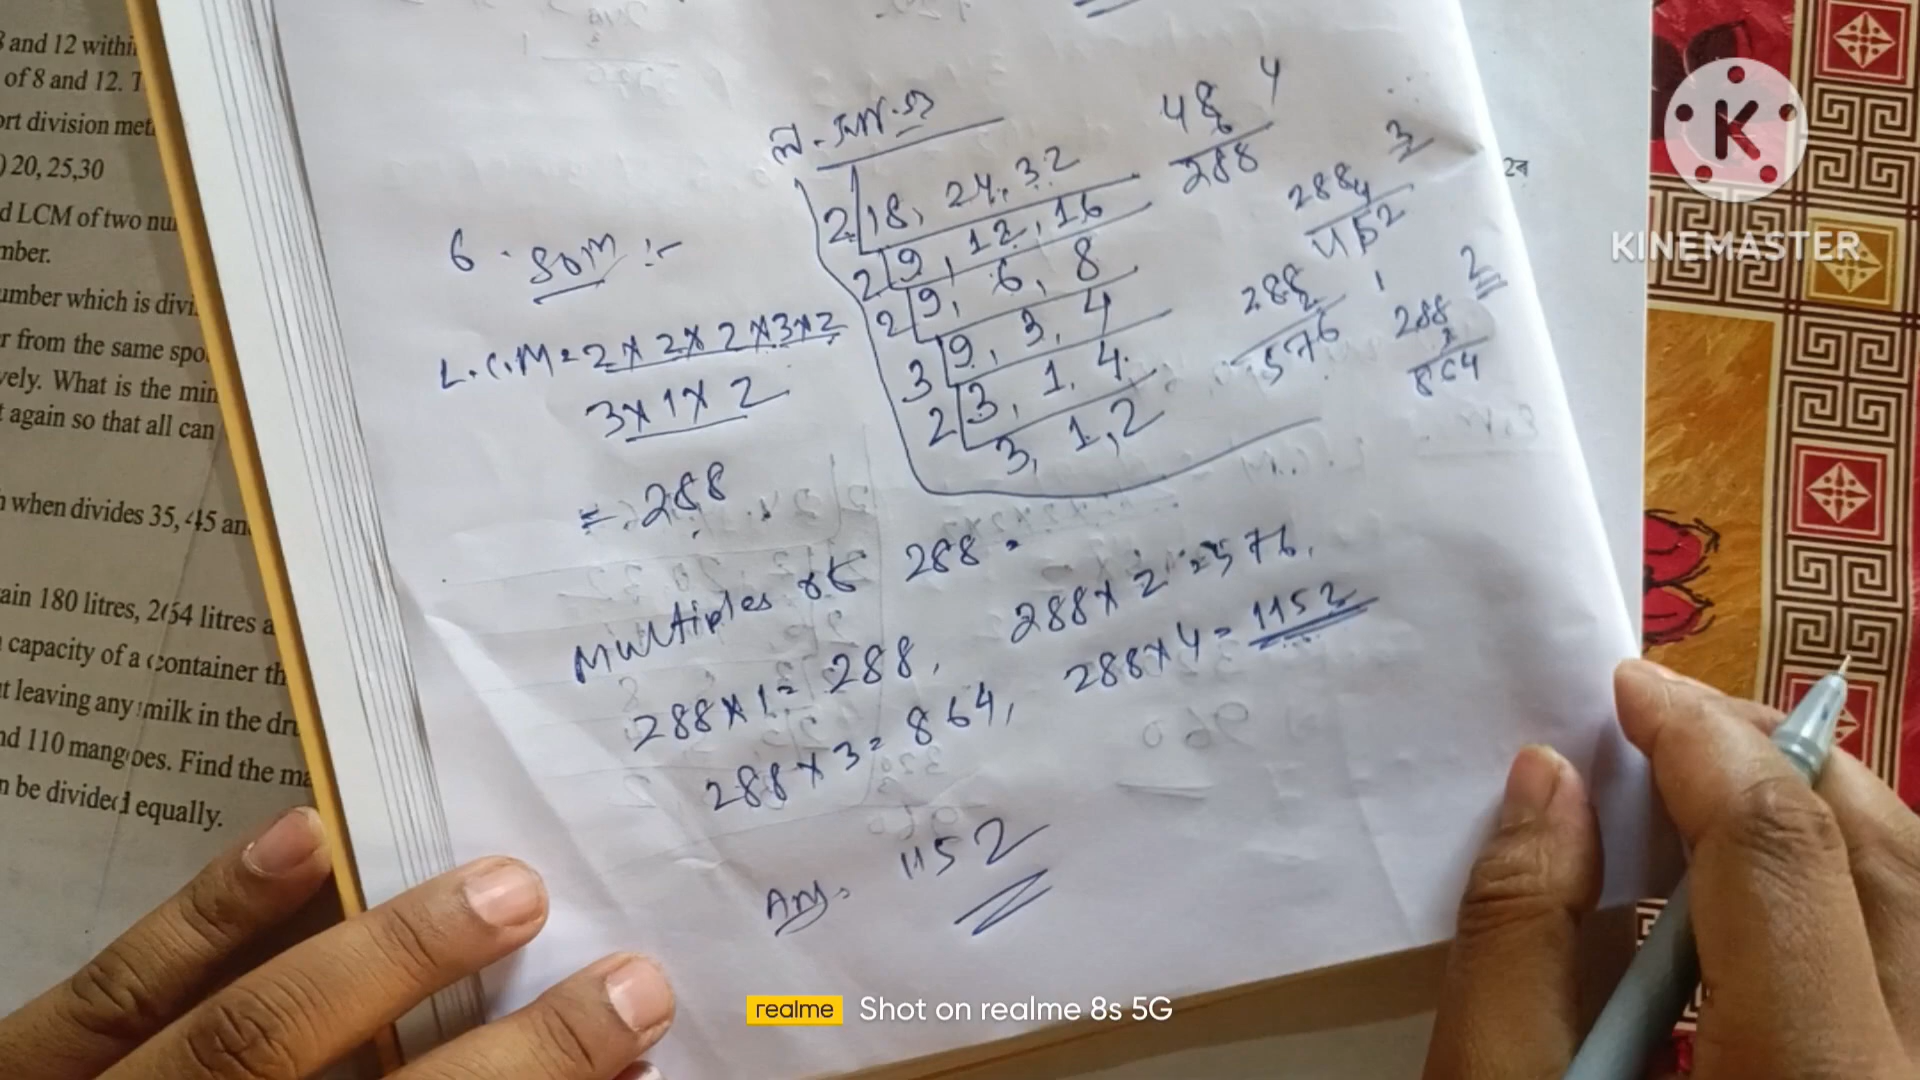 8 and 12 withi
of 8 and 12. T
ort division met
) 20, 25,30
d LCM of two nu
mber.
umber which is divi
r from the same spo
vely. What is the min
t again so that all can
n when divides 35, 45 an
ain 180 litres, 264 litres a
capacity of a container th
t leaving any milk in the dr
nd 110 mangoes. Find the ma
n be divided equally.
ল.সা.গু
2 18, 24, 32
2 9, 12, 16
2 9, 6, 8
3 9, 3, 4
2 3, 1, 4
3, 1, 2
48 4
6
288
288 3
4
1152
288 1
2
576
288 2
3
864
6. Soln :-
L.C.M = 2 x 2 x 2 x 3 x 2
3 x 1 x 2
= 288
Multiples of 288 =
288 x 1 = 288, 288 x 2 = 576,
288 x 3 = 864, 288 x 4 = 1152
Ans. 1152
K
KINEMASTER
realme Shot on realme 8s 5G